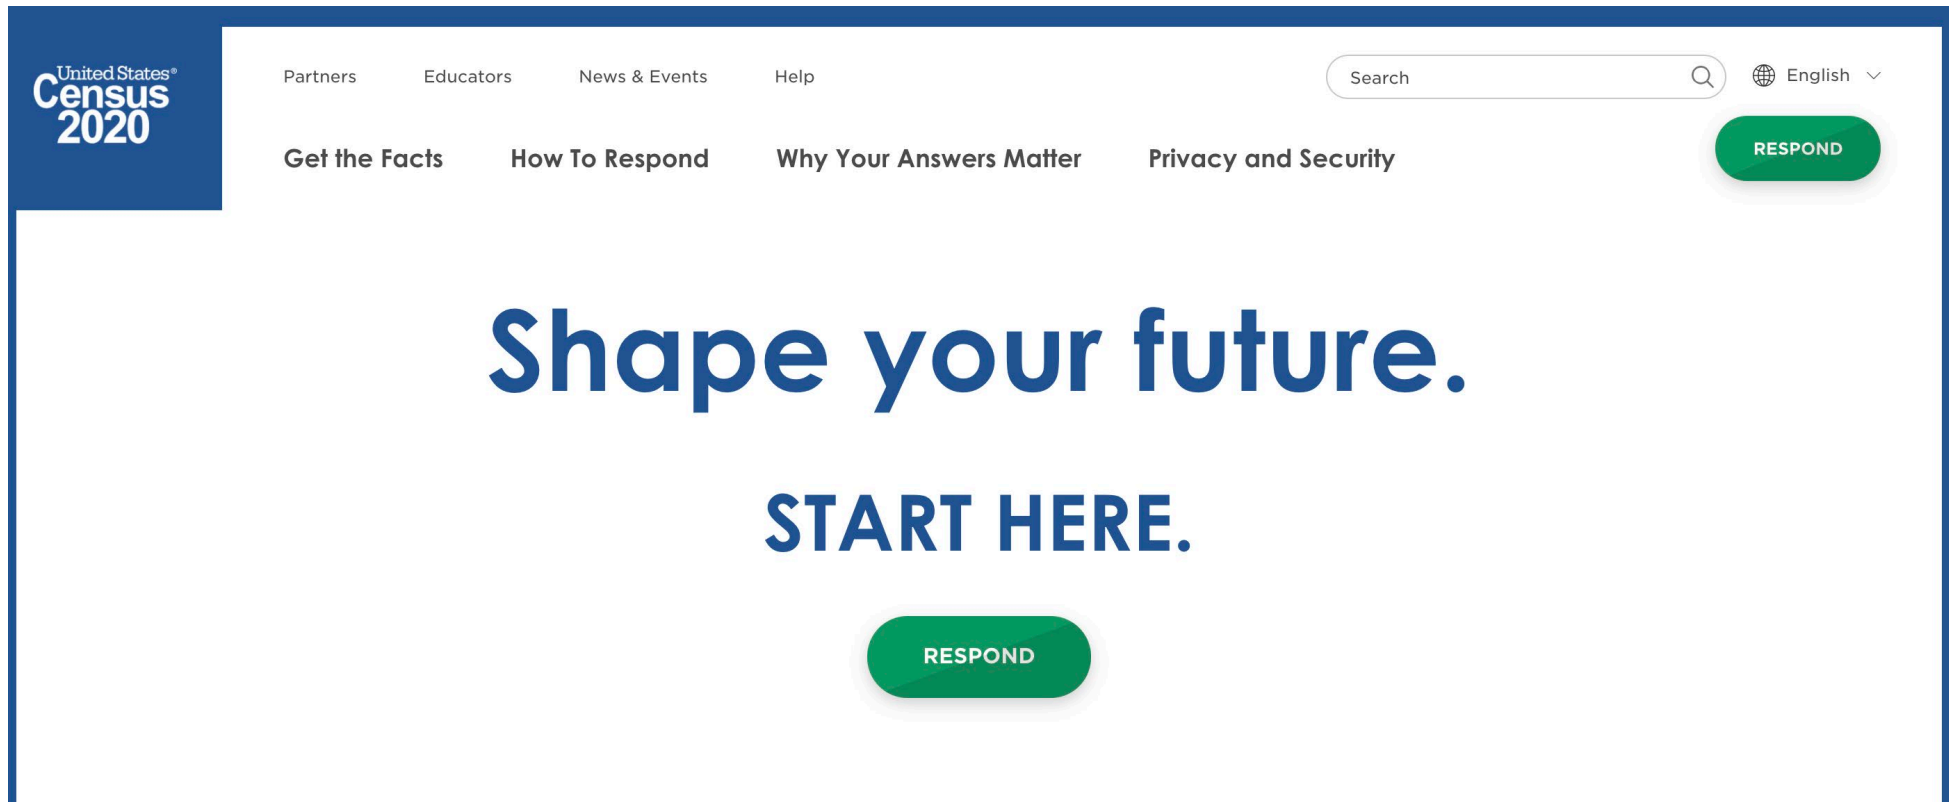 United States®
Census
2020
Partners Educators News & Events Help Search English
Get the Facts How To Respond Why Your Answers Matter Privacy and Security RESPOND
Shape your future.
START HERE.
RESPOND